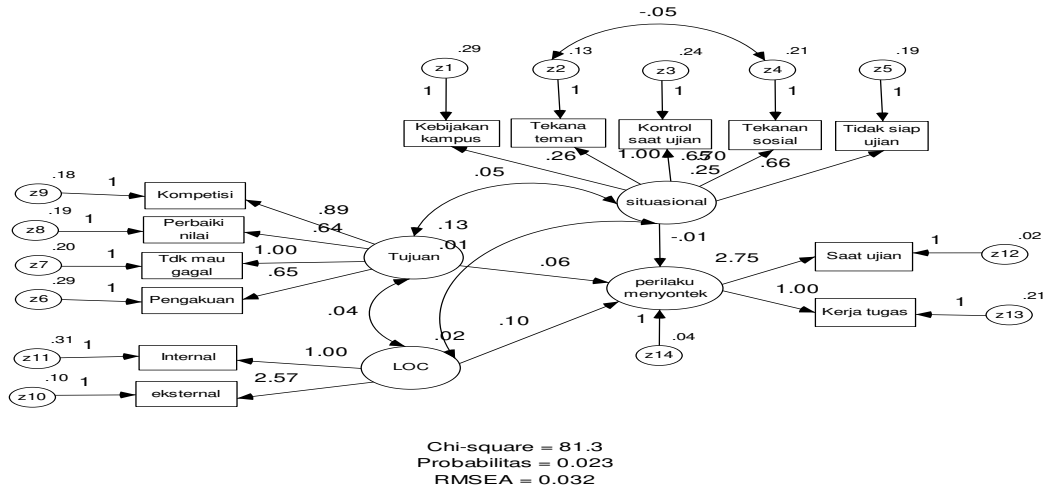 -.05
.29
.13
.24
.21
.19
z1
z2
z3
z4
z5
1
1
1
1
1
Kebijakan
kampus
Tekana
teman
Kontrol
saat ujian
Tekanan
sosial
Tidak siap
ujian
.26
1.00
.65
.70
.66
.25
.05
situasional
.18
z9
1
Kompetisi
.89
.13
.19
z8
1
Perbaiki
nilai
.64
.01
-.01
.20
z7
1
Tdk mau
gagal
1.00
Tujuan
.29
z6
1
Pengakuan
.65
.06
perilaku
menyontek
2.75
Saat ujian
1
.02
z12
1.00
Kerja tugas
1
.21
z13
.04
.10
1
.04
z14
.02
.31
z11
1
Internal
1.00
LOC
.10
z10
1
eksternal
2.57
Chi-square = 81.3
Probabilitas = 0.023
RMSEA = 0.032